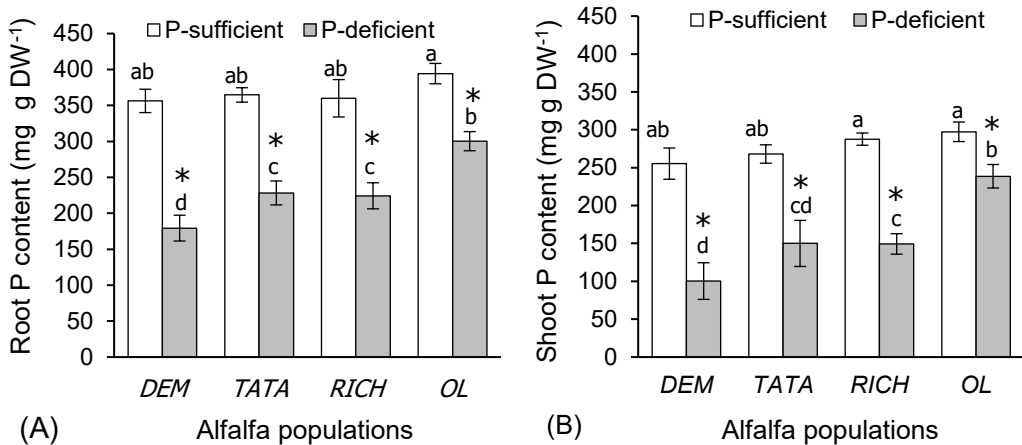 P-sufficient P-deficient
Root P content (mg g DW-1)
450
400
350
300
250
200
150
100
50
0
ab ab ab a
* * * *
d c c b
DEM TATA RICH OL
(A) Alfalfa populations
P-sufficient P-deficient
Shoot P content (mg g DW-1)
450
400
350
300
250
200
150
100
50
0
ab ab a a
* * * *
d cd c b
DEM TATA RICH OL
(B) Alfalfa populations